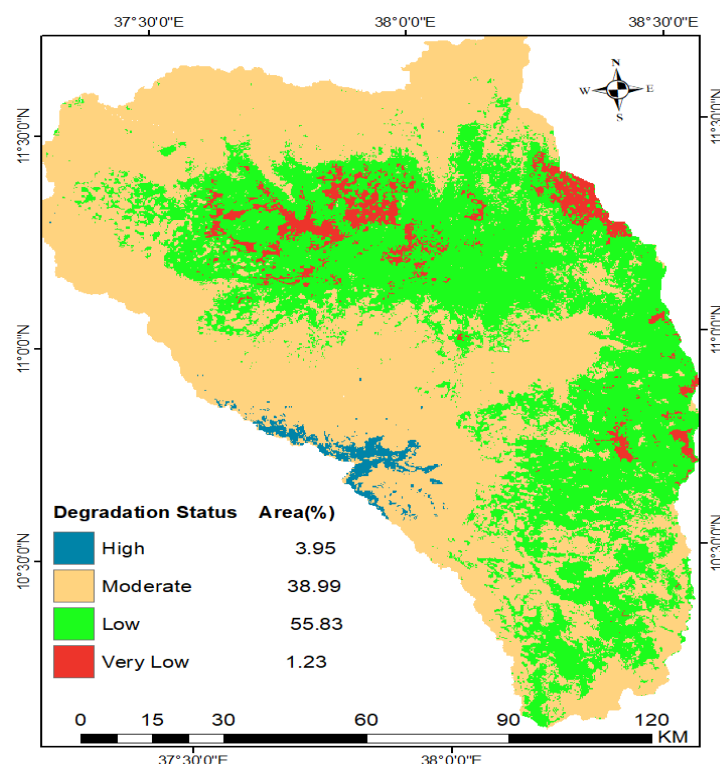 37°30'0"E 38°0'0"E 38°30'0"E
N
W E
S
11°30'0"N
11°30'0"N
11°0'0"N
11°0'0"N
10°30'0"N
10°30'0"N
Degradation Status Area(%)
High 3.95
Moderate 38.99
Low 55.83
Very Low 1.23
0 15 30 60 90 120
KM
37°30'0"E 38°0'0"E